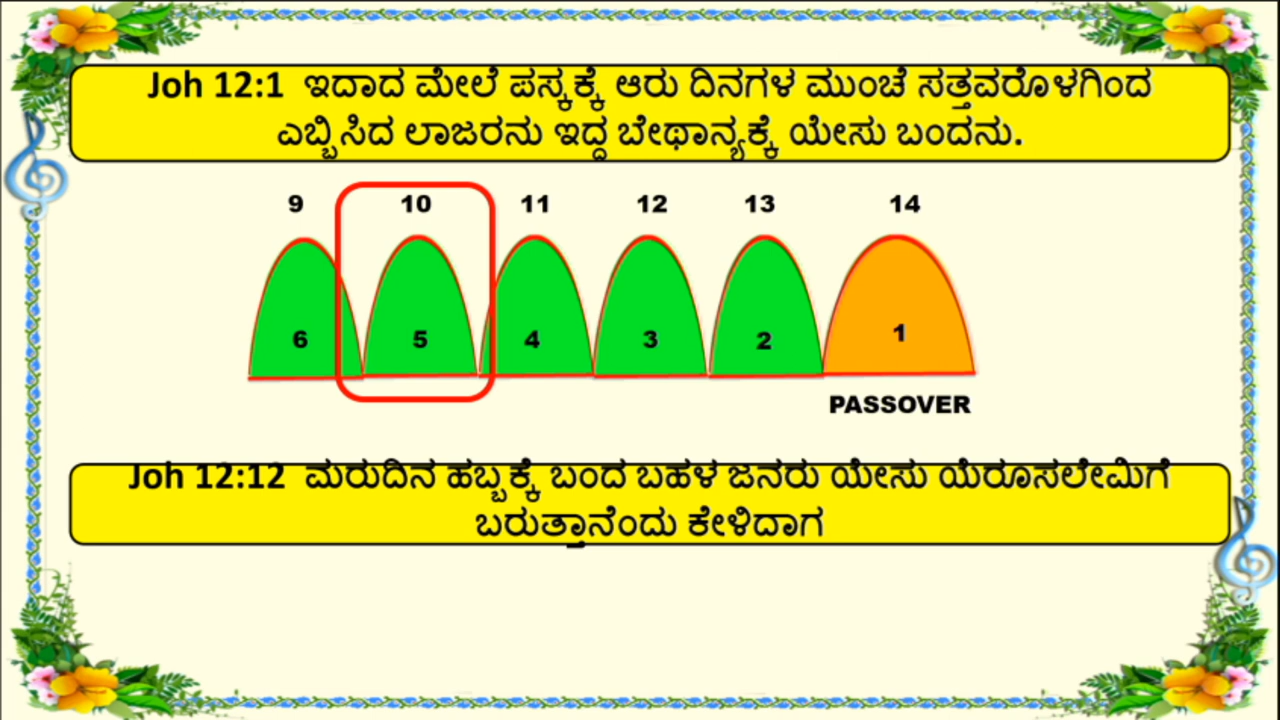 Joh 12:1 ಇದಾದ ಮೇಲೆ ಪಸ್ಕಕ್ಕೆ ಆರು ದಿನಗಳ ಮುಂಚೆ ಸತ್ತವರೊಳಗಿಂದ
ಎಬ್ಬಿಸಿದ ಲಾಜರನು ಇದ್ದ ಬೇಥಾನ್ಯಕ್ಕೆ ಯೇಸು ಬಂದನು.
9 10 11 12 13 14
6 5 4 3 2 1
PASSOVER
Joh 12:12 ಮರುದಿನ ಹಬ್ಬಕ್ಕೆ ಬಂದ ಬಹಳ ಜನರು ಯೇಸು ಯೆರೂಸಲೇಮಿಗೆ
ಬರುತ್ತಾನೆಂದು ಕೇಳಿದಾಗ